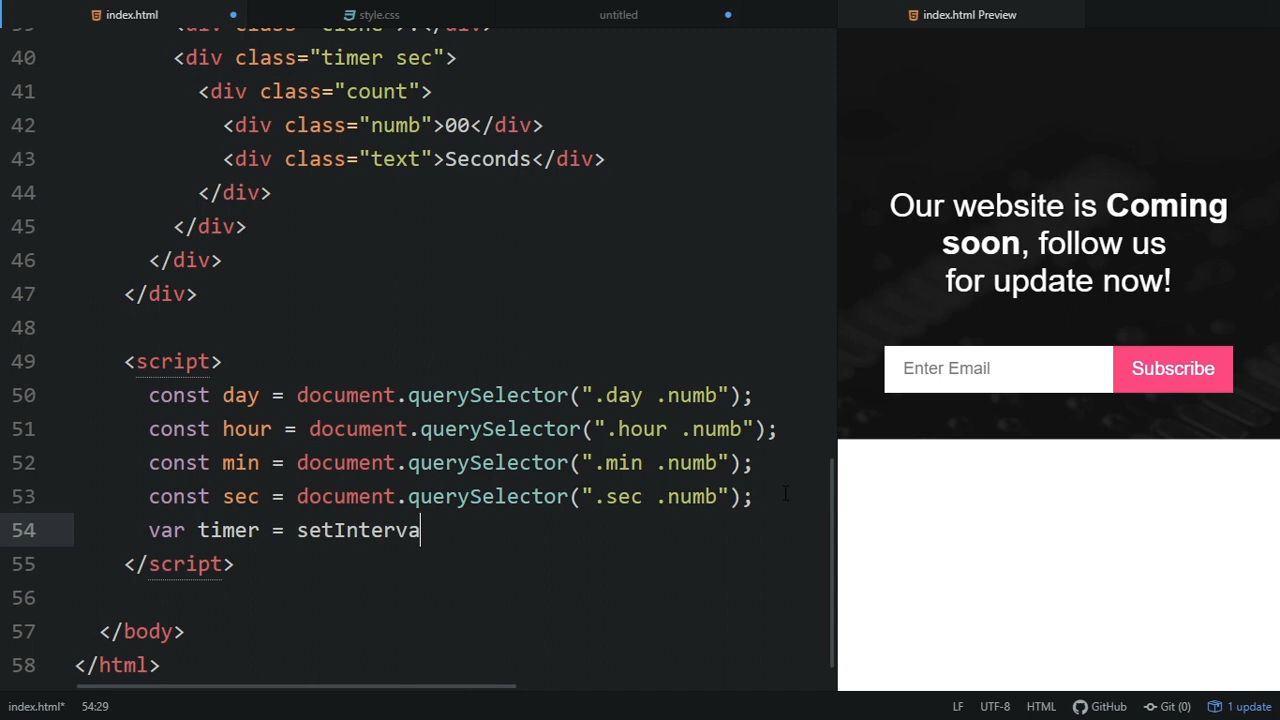 index.html
style.css
untitled
index.html Preview
40 <div class="timer sec">
41 <div class="count">
42 <div class="numb">00</div>
43 <div class="text">Seconds</div>
44 </div>
45 </div>
46 </div>
47 </div>
48
49 <script>
50 const day = document.querySelector(".day .numb");
51 const hour = document.querySelector(".hour .numb");
52 const min = document.querySelector(".min .numb");
53 const sec = document.querySelector(".sec .numb");
54 var timer = setInterva
55 </script>
56
57 </body>
58 </html>
Our website is Coming
soon, follow us
for update now!
Enter Email
Subscribe
index.html* 54:29
LF UTF-8 HTML GitHub Git (0) 1 update